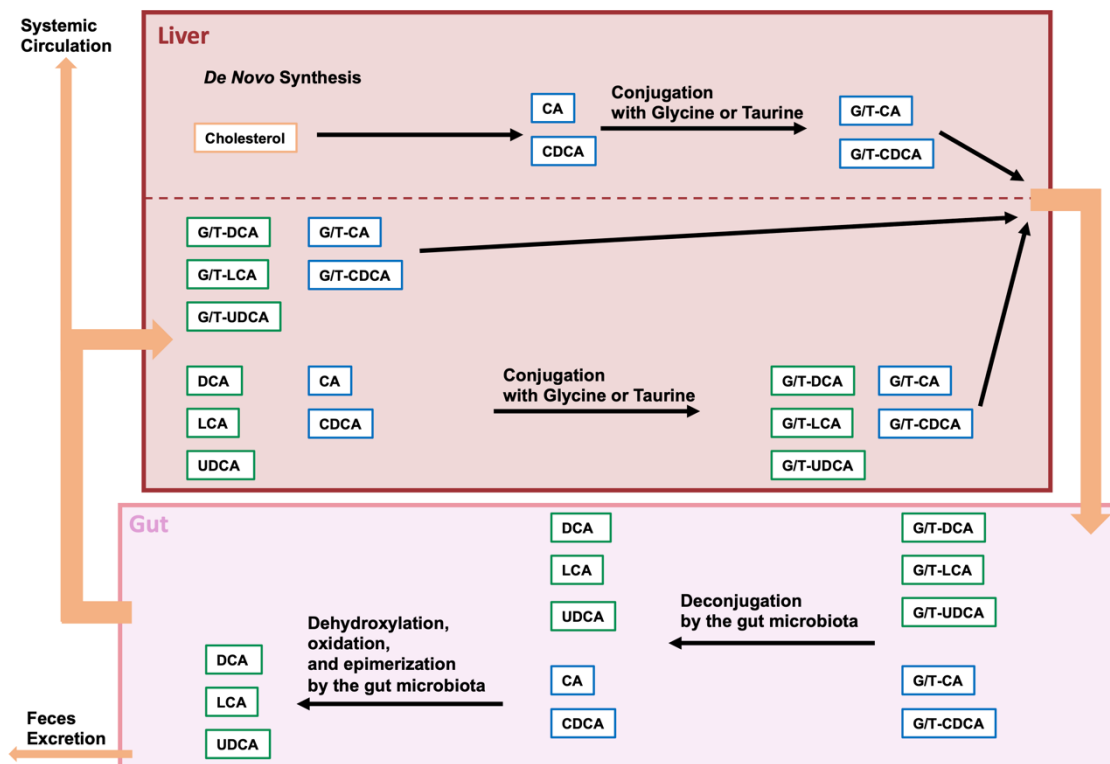 Systemic
Circulation
Liver
De Novo Synthesis
Cholesterol
CA
CDCA
Conjugation
with Glycine or Taurine
G/T-CA
G/T-CDCA
G/T-DCA
G/T-CA
G/T-LCA
G/T-CDCA
G/T-UDCA
DCA
CA
LCA
CDCA
UDCA
Conjugation
with Glycine or Taurine
G/T-DCA
G/T-CA
G/T-LCA
G/T-CDCA
G/T-UDCA
Gut
G/T-DCA
G/T-LCA
G/T-UDCA
G/T-CA
G/T-CDCA
Deconjugation
by the gut microbiota
DCA
LCA
UDCA
CA
CDCA
Dehydroxylation,
oxidation,
and epimerization
by the gut microbiota
DCA
LCA
UDCA
Feces
Excretion